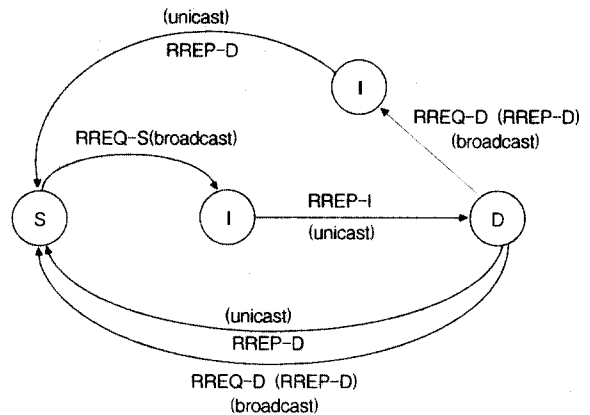 (unicast)
RREP-D
I
RREQ-D (RREP-D)
(broadcast)
RREQ-S(broadcast)
S
I
RREP-I
(unicast)
D
(unicast)
RREP-D
RREQ-D (RREP-D)
(broadcast)